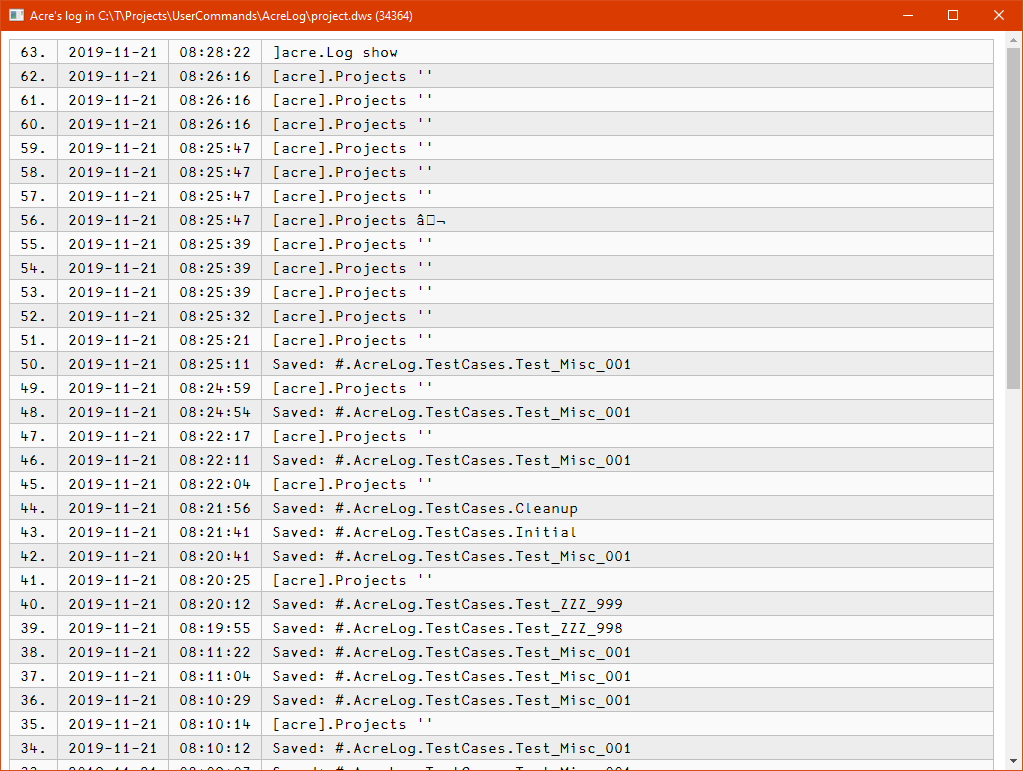 Acre's log in C:\T\Projects\UserCommands\AcreLog\project.dws (34364)
63. 2019-11-21 08:28:22 ]acre.Log show
62. 2019-11-21 08:26:16 [acre].Projects ''
61. 2019-11-21 08:26:16 [acre].Projects ''
60. 2019-11-21 08:26:16 [acre].Projects ''
59. 2019-11-21 08:25:47 [acre].Projects ''
58. 2019-11-21 08:25:47 [acre].Projects ''
57. 2019-11-21 08:25:47 [acre].Projects ''
56. 2019-11-21 08:25:47 [acre].Projects â▯¬
55. 2019-11-21 08:25:39 [acre].Projects ''
54. 2019-11-21 08:25:39 [acre].Projects ''
53. 2019-11-21 08:25:39 [acre].Projects ''
52. 2019-11-21 08:25:32 [acre].Projects ''
51. 2019-11-21 08:25:21 [acre].Projects ''
50. 2019-11-21 08:25:11 Saved: #.AcreLog.TestCases.Test_Misc_001
49. 2019-11-21 08:24:59 [acre].Projects ''
48. 2019-11-21 08:24:54 Saved: #.AcreLog.TestCases.Test_Misc_001
47. 2019-11-21 08:22:17 [acre].Projects ''
46. 2019-11-21 08:22:11 Saved: #.AcreLog.TestCases.Test_Misc_001
45. 2019-11-21 08:22:04 [acre].Projects ''
44. 2019-11-21 08:21:56 Saved: #.AcreLog.TestCases.Cleanup
43. 2019-11-21 08:21:41 Saved: #.AcreLog.TestCases.Initial
42. 2019-11-21 08:20:41 Saved: #.AcreLog.TestCases.Test_Misc_001
41. 2019-11-21 08:20:25 [acre].Projects ''
40. 2019-11-21 08:20:12 Saved: #.AcreLog.TestCases.Test_ZZZ_999
39. 2019-11-21 08:19:55 Saved: #.AcreLog.TestCases.Test_ZZZ_998
38. 2019-11-21 08:11:22 Saved: #.AcreLog.TestCases.Test_Misc_001
37. 2019-11-21 08:11:04 Saved: #.AcreLog.TestCases.Test_Misc_001
36. 2019-11-21 08:10:29 Saved: #.AcreLog.TestCases.Test_Misc_001
35. 2019-11-21 08:10:14 [acre].Projects ''
34. 2019-11-21 08:10:12 Saved: #.AcreLog.TestCases.Test_Misc_001